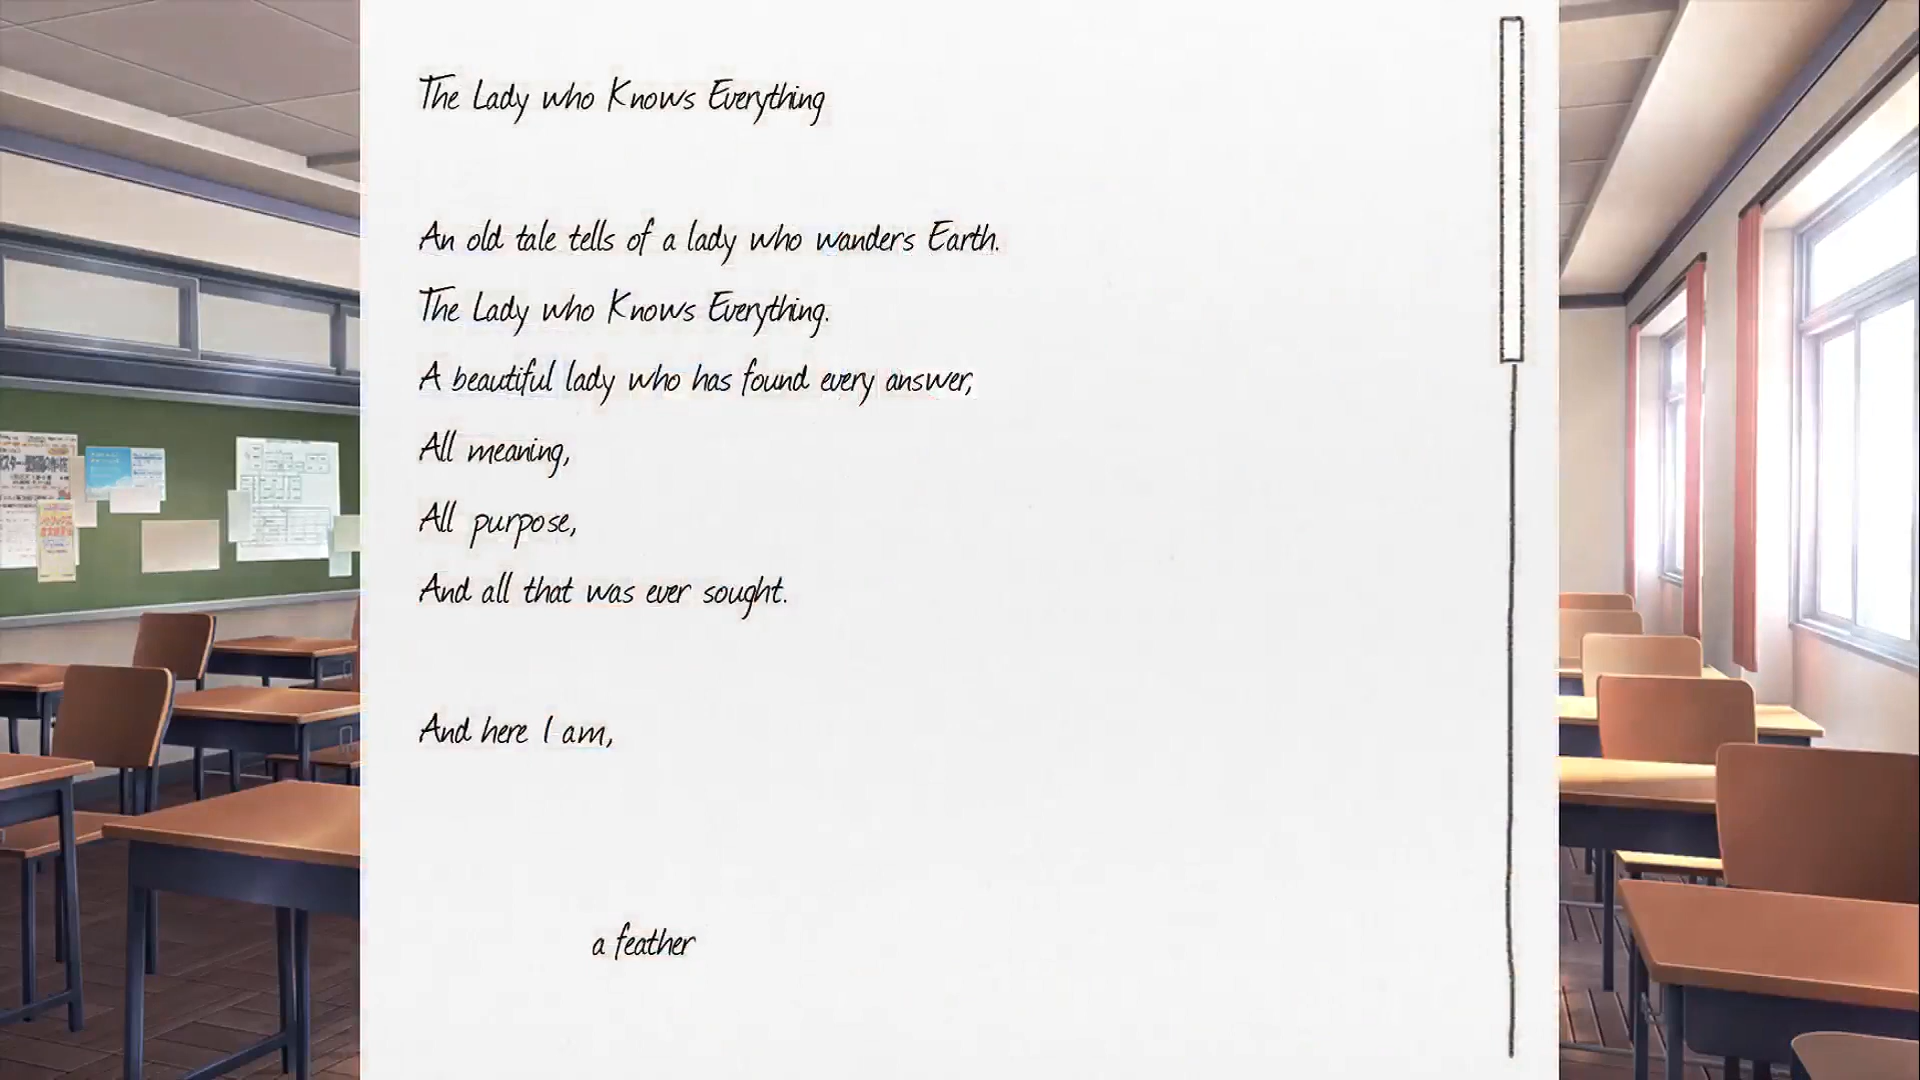 The Lady who Knows Everything
An old tale tells of a lady who wanders Earth.
The Lady who Knows Everything.
A beautiful lady who has found every answer,
All meaning,
All purpose,
And all that was ever sought.
And here I am,
a feather